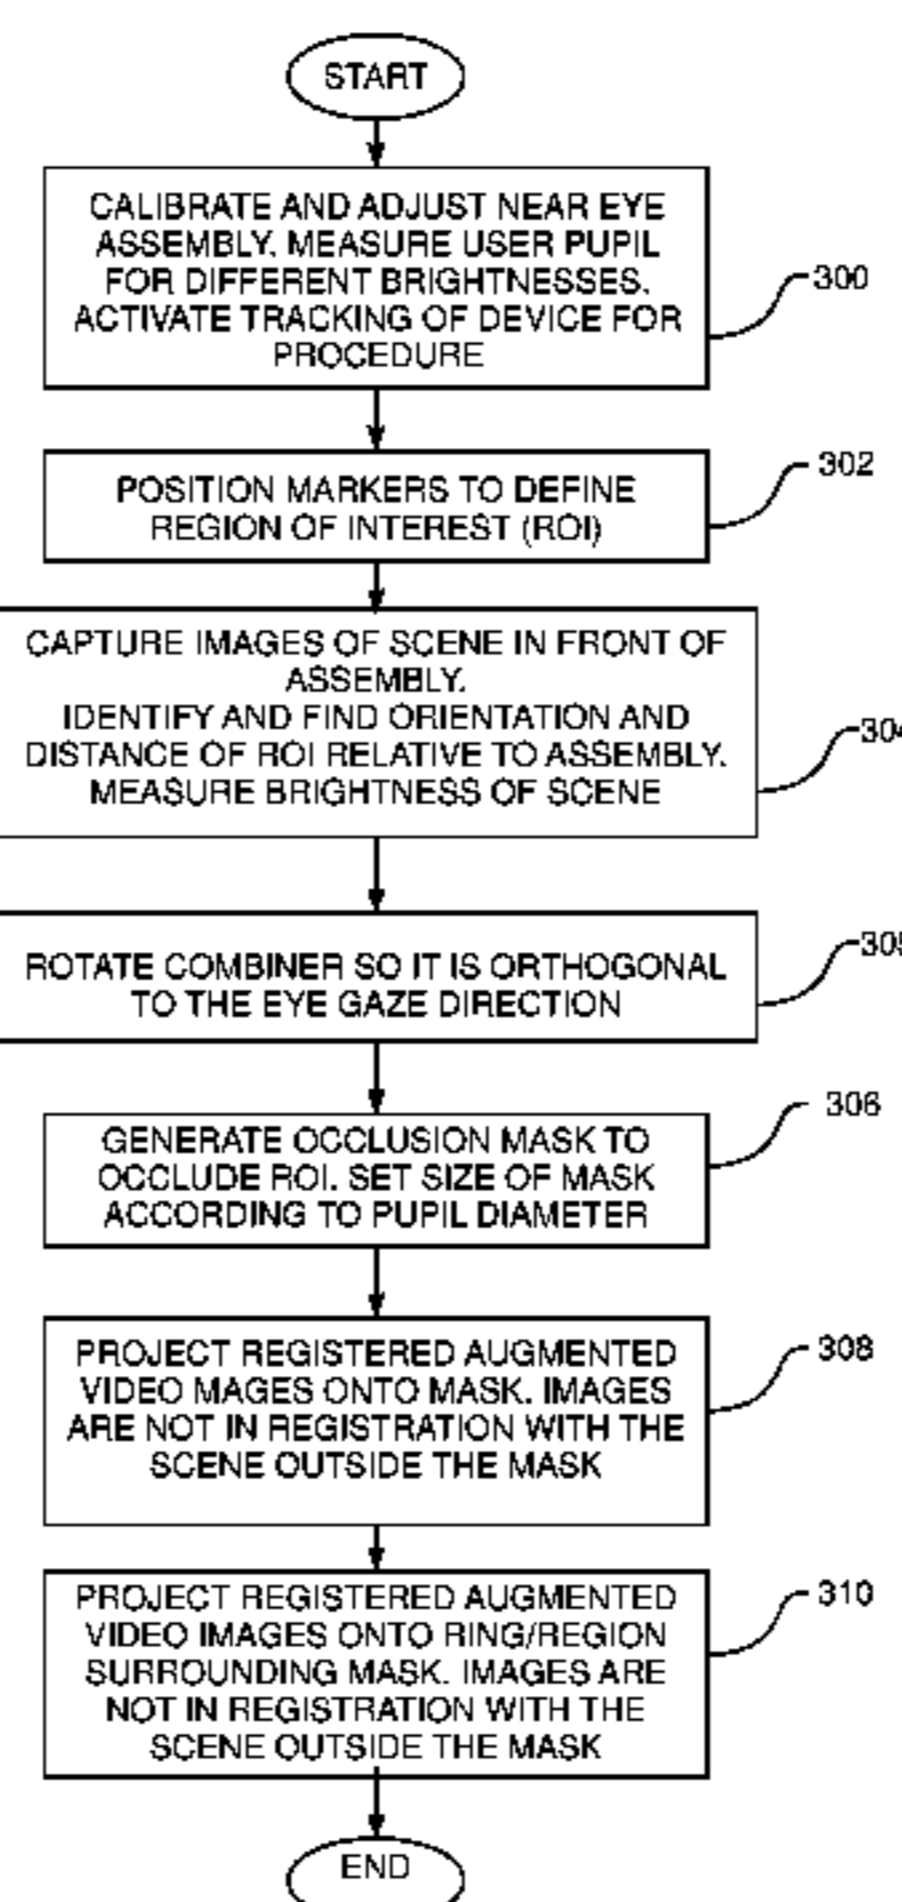 START
CALIBRATE AND ADJUST NEAR EYE
ASSEMBLY. MEASURE USER PUPIL
FOR DIFFERENT BRIGHTNESSES.
ACTIVATE TRACKING OF DEVICE FOR
PROCEDURE
300
POSITION MARKERS TO DEFINE
REGION OF INTEREST (ROI)
302
CAPTURE IMAGES OF SCENE IN FRONT OF
ASSEMBLY.
IDENTIFY AND FIND ORIENTATION AND
DISTANCE OF ROI RELATIVE TO ASSEMBLY.
MEASURE BRIGHTNESS OF SCENE
304
ROTATE COMBINER SO IT IS ORTHOGONAL
TO THE EYE GAZE DIRECTION
305
GENERATE OCCLUSION MASK TO
OCCLUDE ROI. SET SIZE OF MASK
ACCORDING TO PUPIL DIAMETER
306
PROJECT REGISTERED AUGMENTED
VIDEO MAGES ONTO MASK. IMAGES
ARE NOT IN REGISTRATION WITH THE
SCENE OUTSIDE THE MASK
308
PROJECT REGISTERED AUGMENTED
VIDEO IMAGES ONTO RING/REGION
SURROUNDING MASK. IMAGES ARE
NOT IN REGISTRATION WITH THE
SCENE OUTSIDE THE MASK
310
END